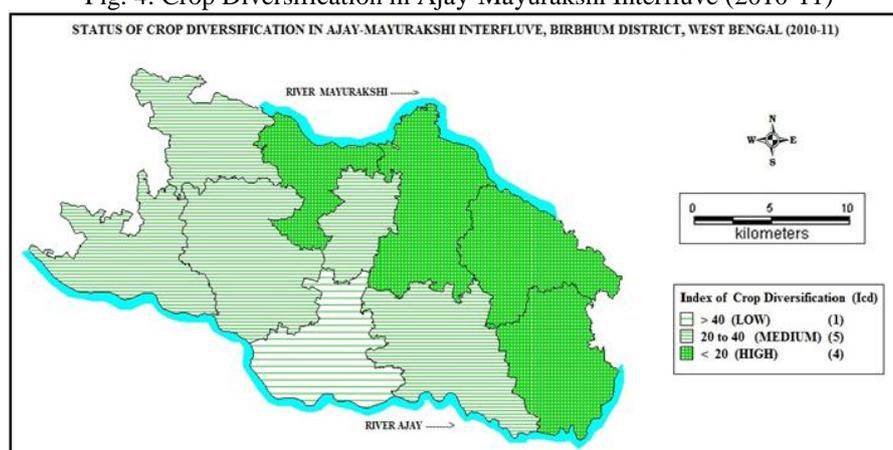 Fig. 4: Crop Diversification in Ajay-Mayurakshi Interfluve (2010-11)
STATUS OF CROP DIVERSIFICATION IN AJAY-MAYURAKSHI INTERFLUVE, BIRBHUM DISTRICT, WEST BENGAL (2010-11)
RIVER MAYURAKSHI ------>
N
W E
S
0 5 10
kilometers
Index of Crop Diversification (Icd)
> 40 (LOW) (1)
20 to 40 (MEDIUM) (5)
< 20 (HIGH) (4)
RIVER AJAY ------>